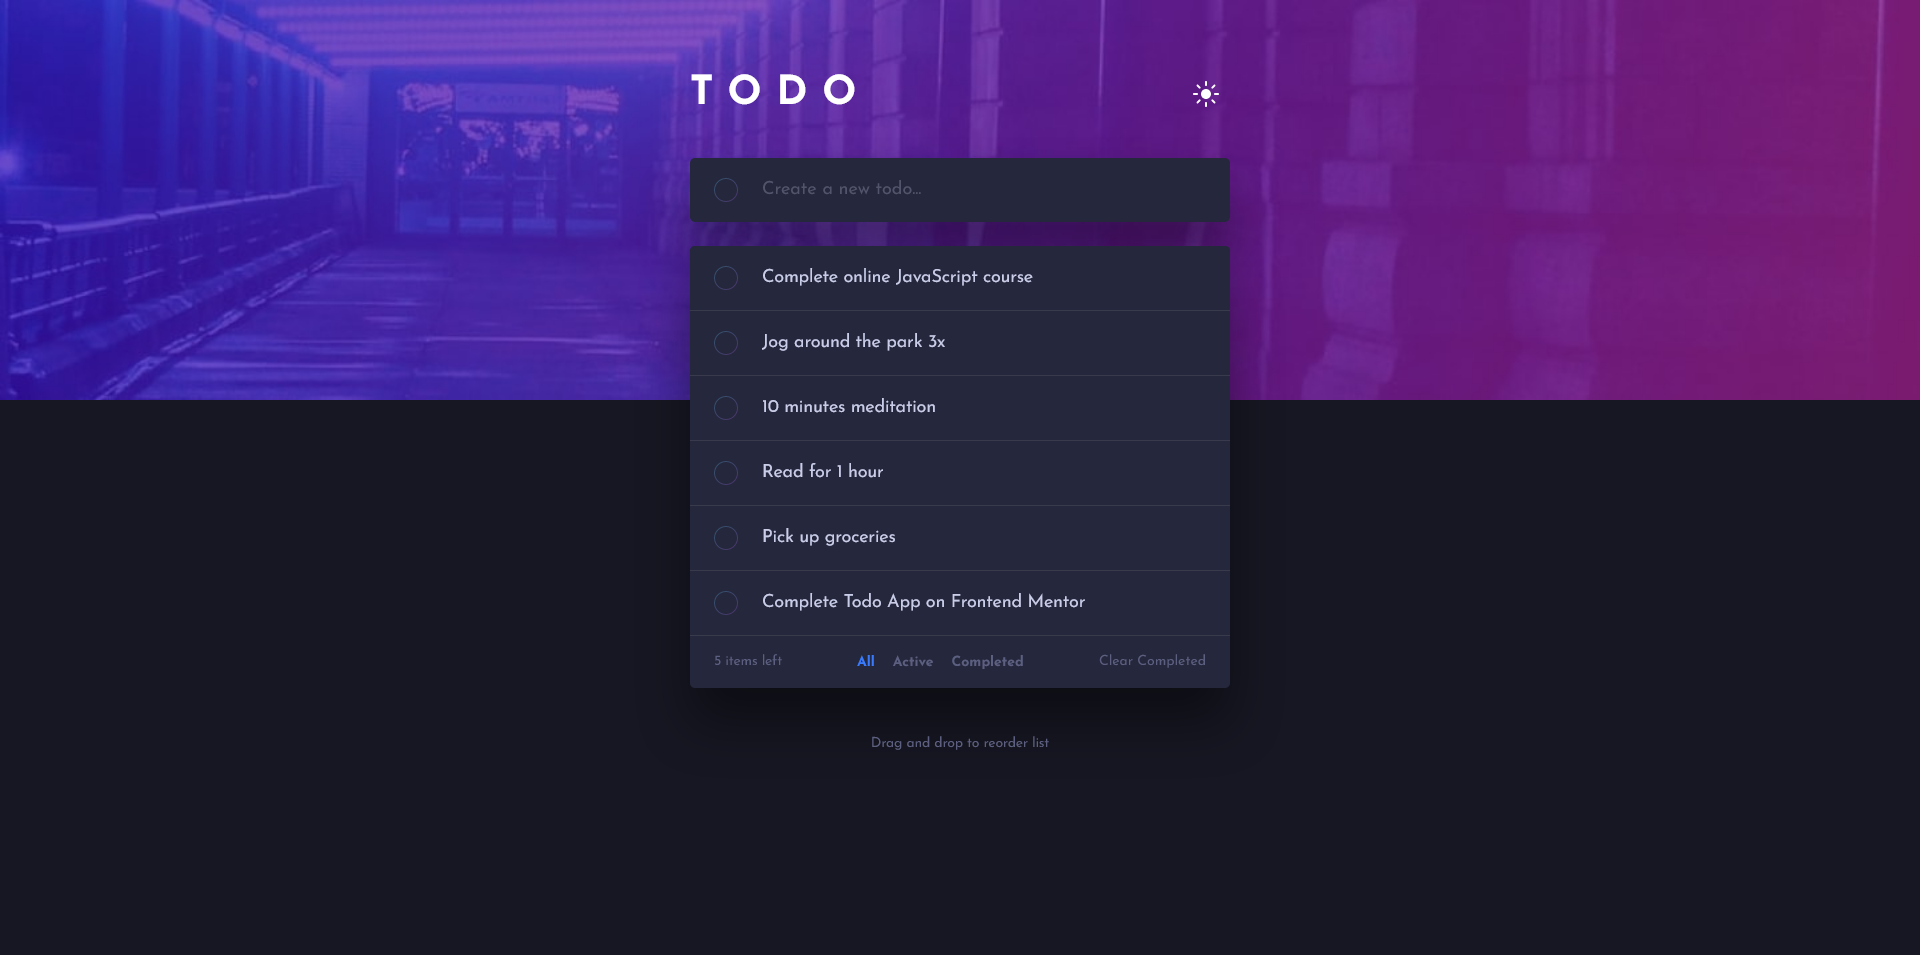 TODO
Create a new todo...
Complete online JavaScript course
Jog around the park 3x
10 minutes meditation
Read for 1 hour
Pick up groceries
Complete Todo App on Frontend Mentor
5 items left All Active Completed Clear Completed
Drag and drop to reorder list